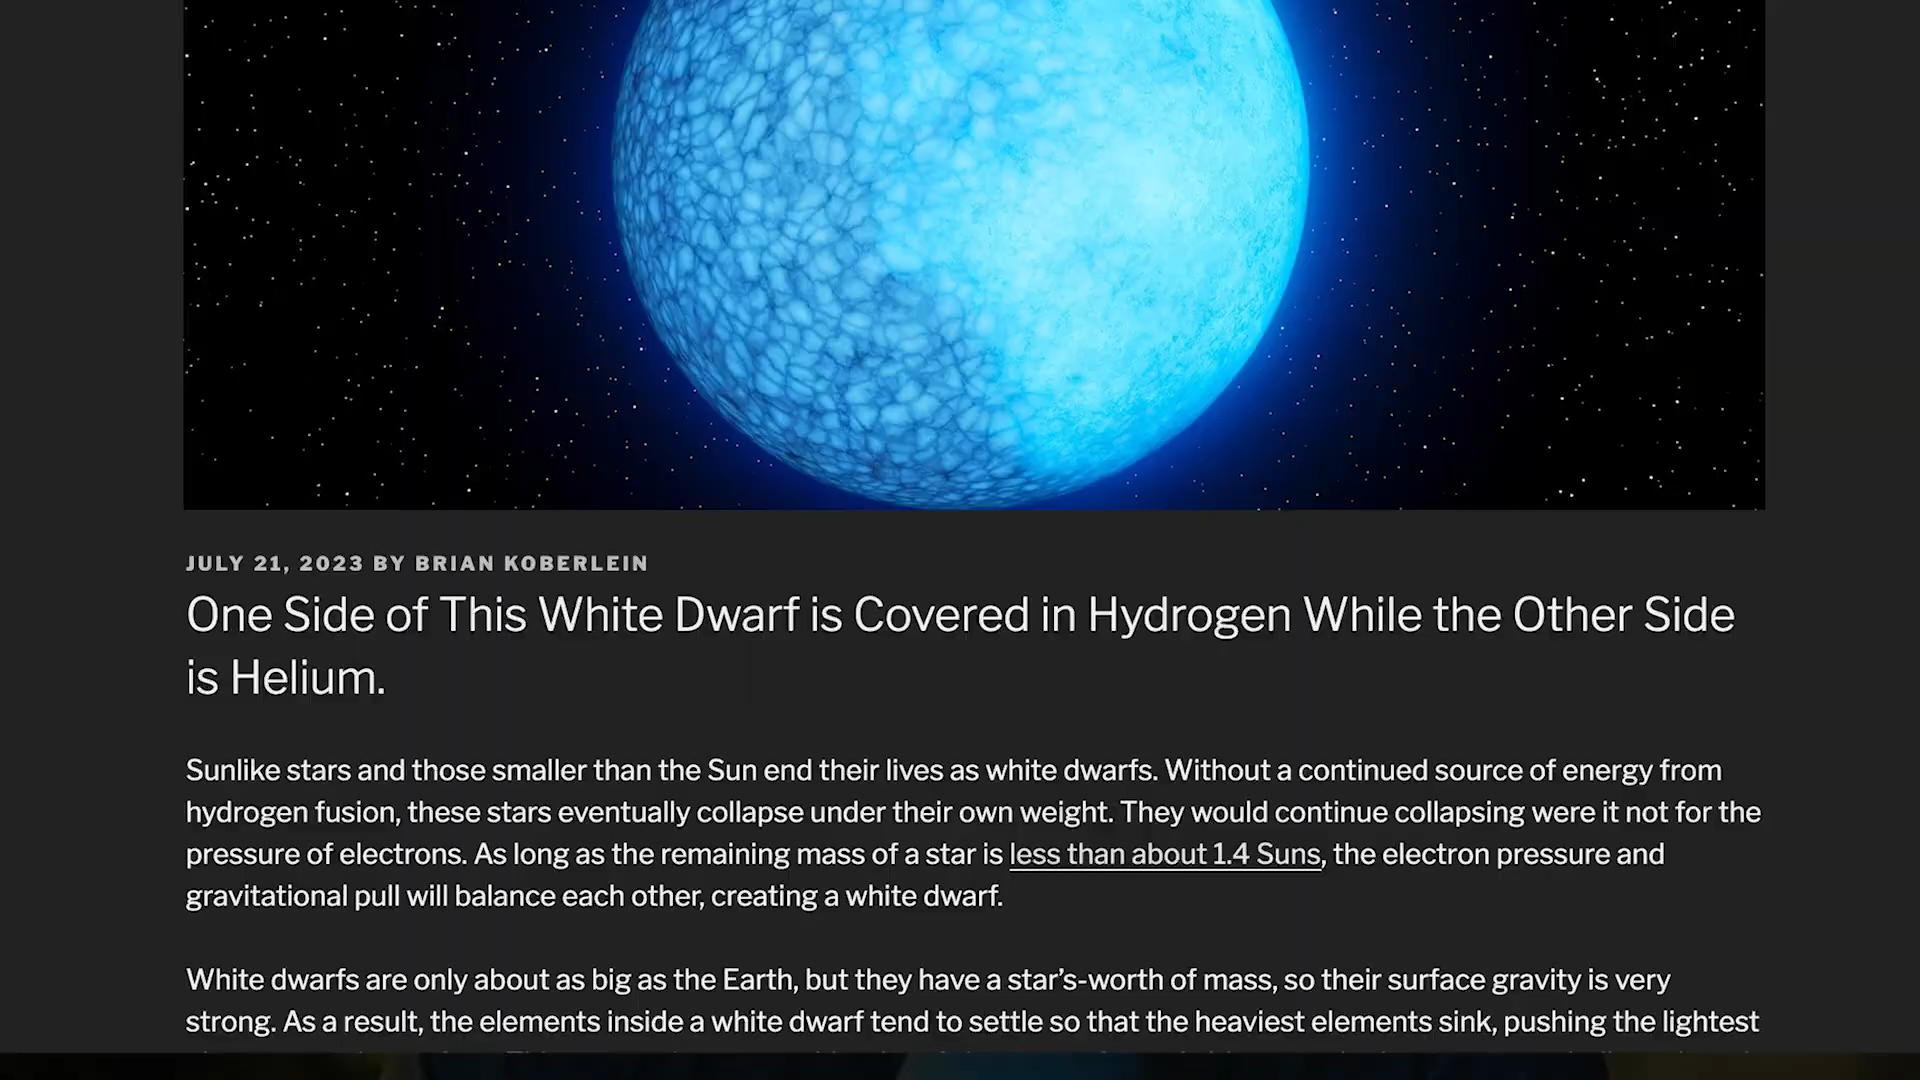 JULY 21, 2023 BY BRIAN KOBERLEIN
One Side of This White Dwarf is Covered in Hydrogen While the Other Side
is Helium.
Sunlike stars and those smaller than the Sun end their lives as white dwarfs. Without a continued source of energy from
hydrogen fusion, these stars eventually collapse under their own weight. They would continue collapsing were it not for the
pressure of electrons. As long as the remaining mass of a star is less than about 1.4 Suns, the electron pressure and
gravitational pull will balance each other, creating a white dwarf.
White dwarfs are only about as big as the Earth, but they have a star’s-worth of mass, so their surface gravity is very
strong. As a result, the elements inside a white dwarf tend to settle so that the heaviest elements sink, pushing the lightest